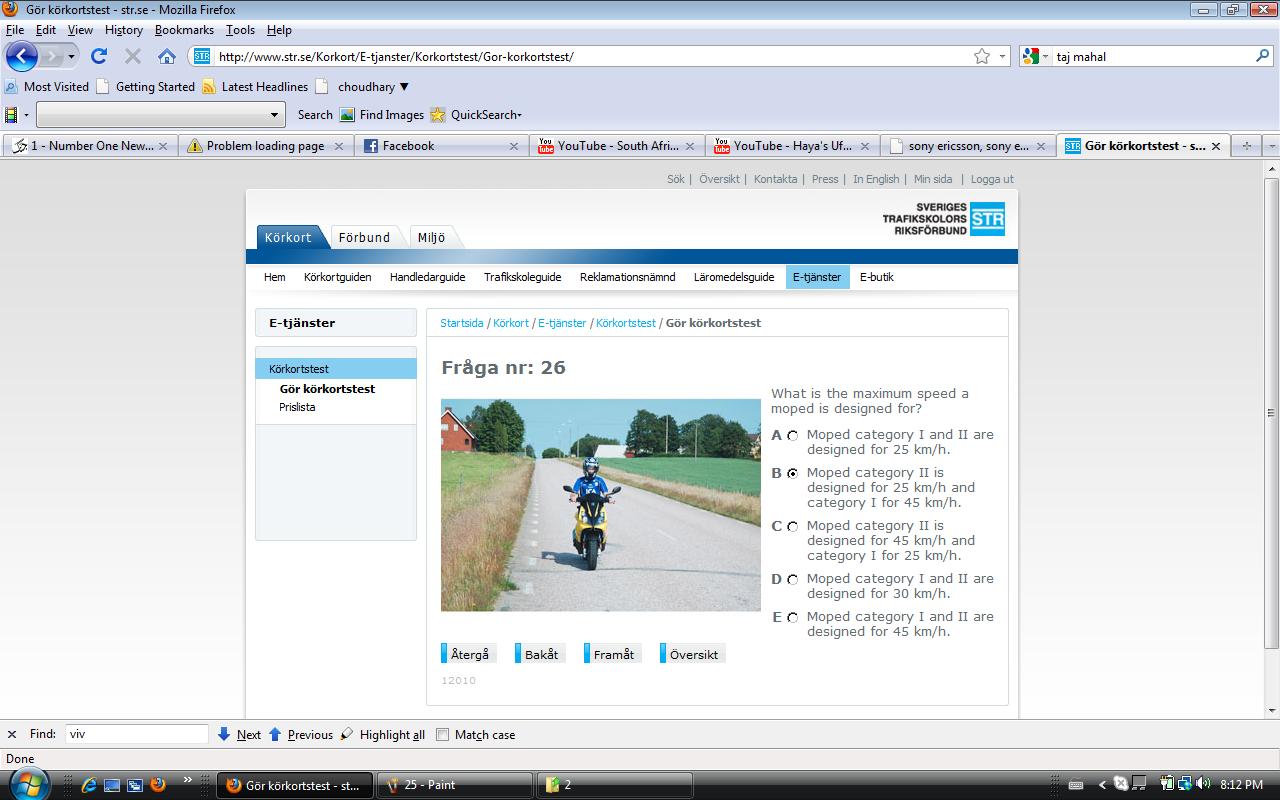 Gör körkortstest - str.se - Mozilla Firefox
File Edit View History Bookmarks Tools Help
http://www.str.se/Korkort/E-tjanster/Korkortstest/Gor-korkortstest/ taj mahal
Most Visited Getting Started Latest Headlines choudhary
Search Find Images QuickSearch
1 - Number One New... Problem loading page Facebook YouTube - South Afri... YouTube - Haya's Uf... sony ericsson, sony e... Gör körkortstest - s...
Sök | Översikt | Kontakta | Press | In English | Min sida | Logga ut
SVERIGES
TRAFIKSKOLORS
RIKSFÖRBUND
STR
Körkort Förbund Miljö
Hem Körkortguiden Handledarguide Trafikskoleguide Reklamationsnämnd Läromedelsguide E-tjänster E-butik
E-tjänster
Körkortstest
Gör körkortstest
Prislista
Startsida / Körkort / E-tjänster / Körkortstest / Gör körkortstest
Fråga nr: 26
What is the maximum speed a
moped is designed for?
A Moped category I and II are
designed for 25 km/h.
B Moped category II is
designed for 25 km/h and
category I for 45 km/h.
C Moped category II is
designed for 45 km/h and
category I for 25 km/h.
D Moped category I and II are
designed for 30 km/h.
E Moped category I and II are
designed for 45 km/h.
Återgå Bakåt Framåt Översikt
12010
Find: viv Next Previous Highlight all Match case
Done
Gör körkortstest - st... 25 - Paint 2 8:12 PM